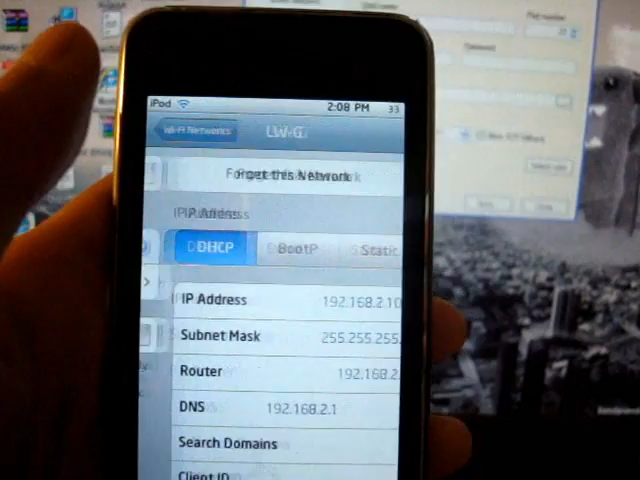 iPod 2:08 PM 33
Wi-Fi Networks
Forget this Network
IP Address
DHCP BootP Static
IP Address 192.168.2.10
Subnet Mask 255.255.255.
Router 192.168.2.
DNS 192.168.2.1
Search Domains
Client ID